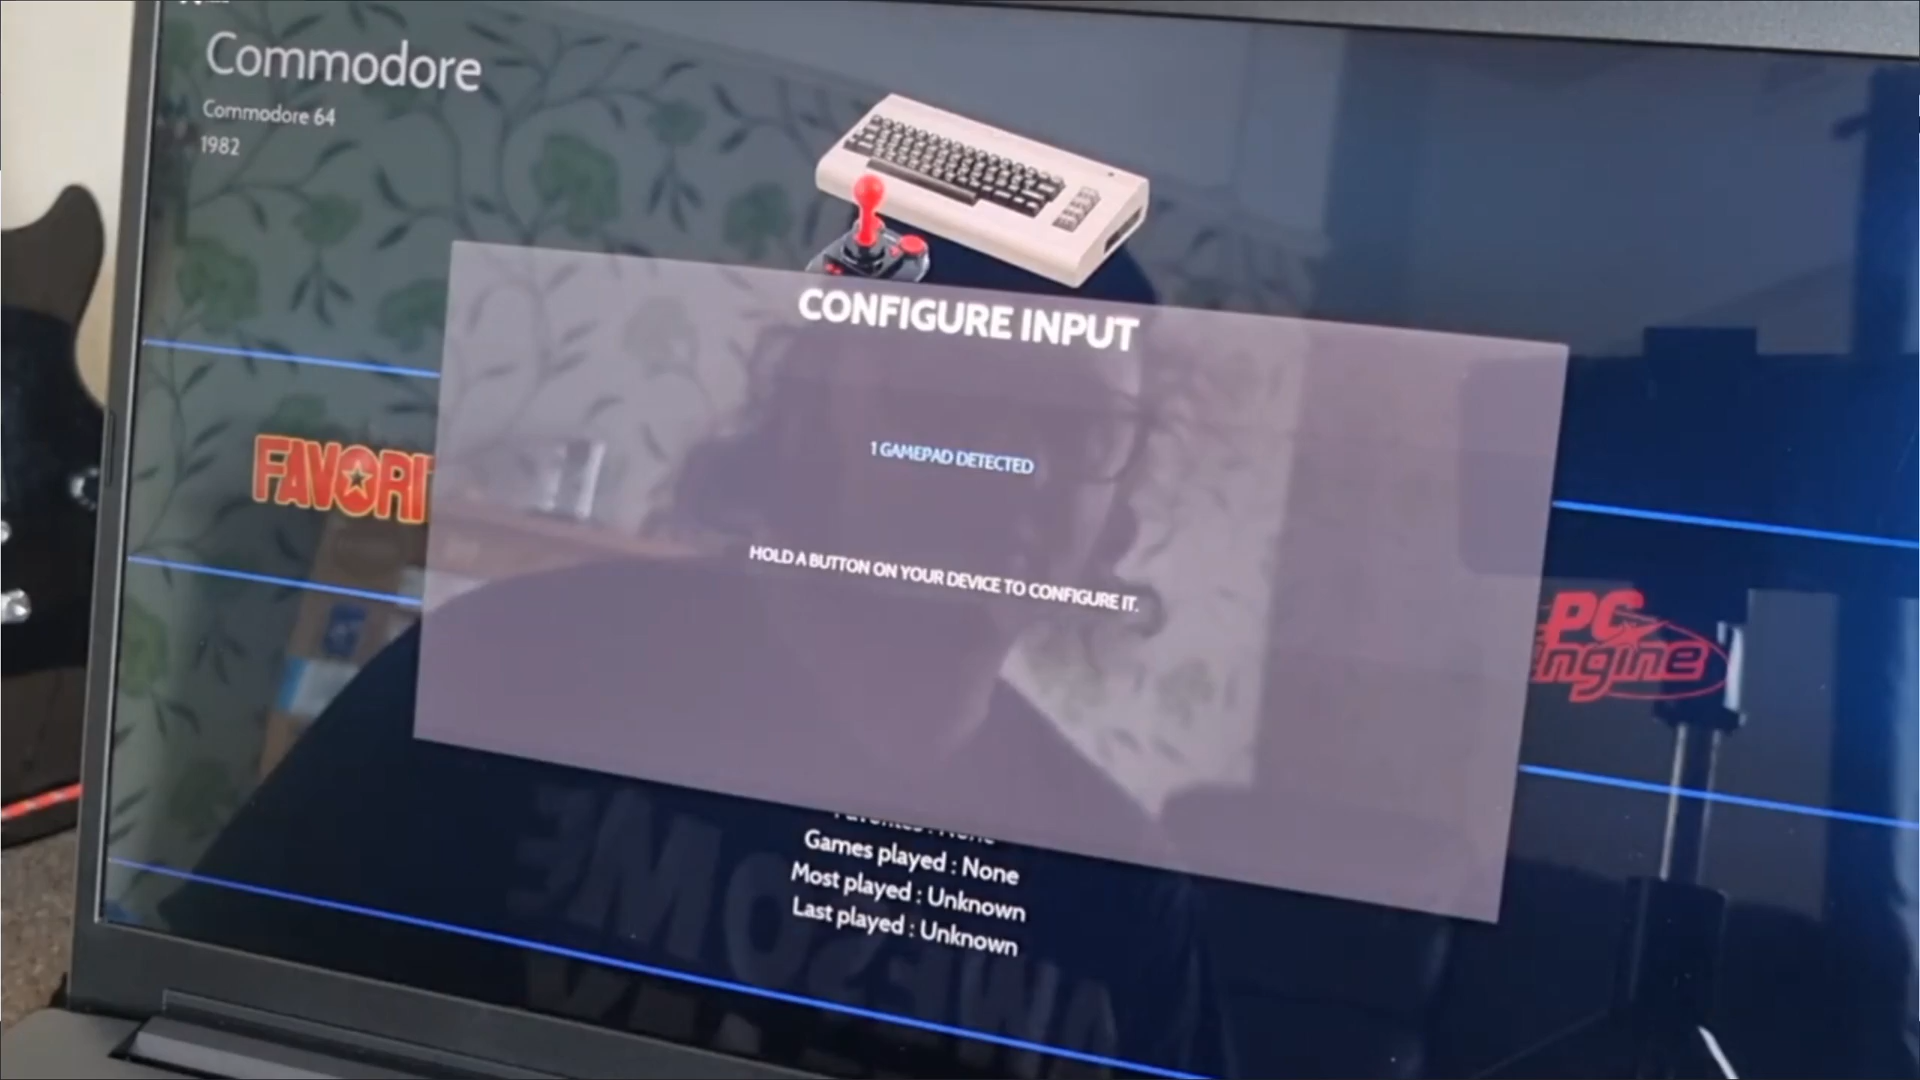 Commodore
Commodore 64
1982
CONFIGURE INPUT
1 GAMEPAD DETECTED
FAVORI
HOLD A BUTTON ON YOUR DEVICE TO CONFIGURE IT.
PC
Engine
Games played : None
Most played : Unknown
Last played : Unknown
AWESOME